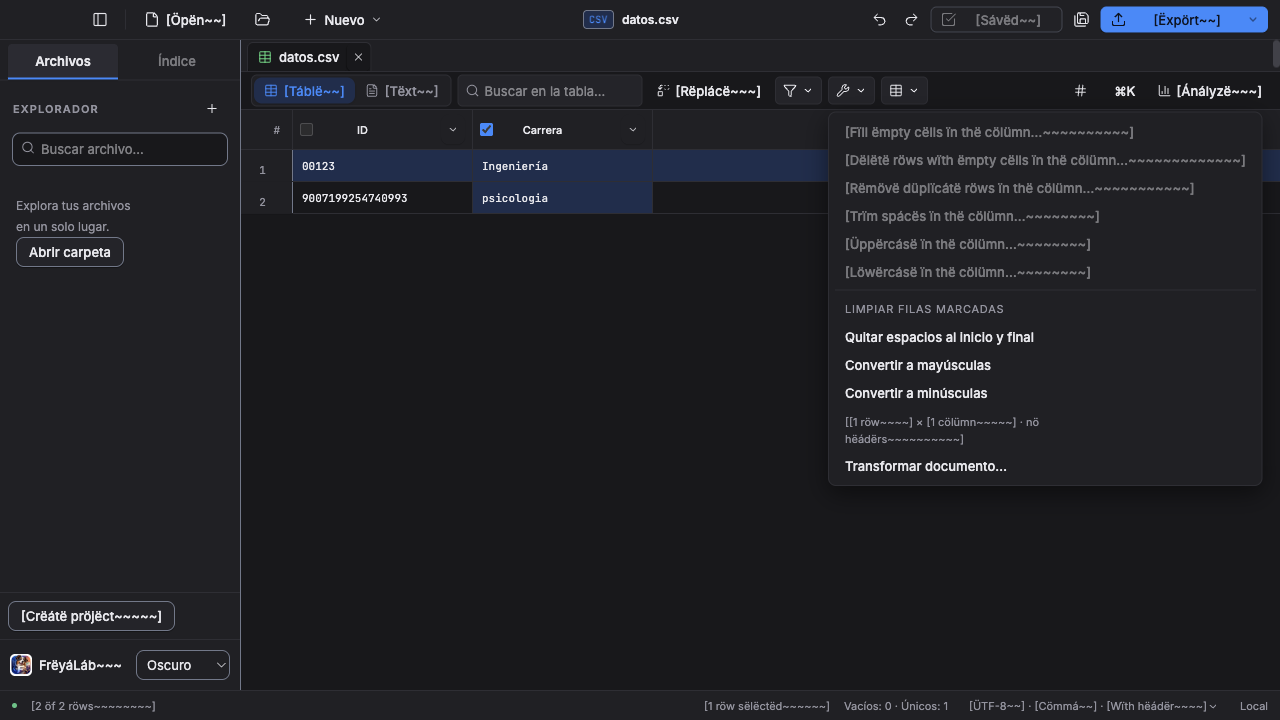 [Öpën~~]
Nuevo
CSV datos.csv
[Sávëd~~]
[Ëxpört~~]
Archivos
Índice
datos.csv
[Táblë~~]
[Tëxt~~]
Buscar en la tabla...
[Rëplácë~~~]
⌘K
[Ánályzë~~~]
EXPLORADOR
Buscar archivo...
Explora tus archivos
en un solo lugar.
Abrir carpeta
# ID Carrera
1 00123 Ingeniería
2 9007199254740993 psicologia
[Fïll ëmpty cëlls ïn thë cölümn...~~~~~~~~~~]
[Dëlëtë röws wïth ëmpty cëlls ïn thë cölümn...~~~~~~~~~~~~~]
[Rëmövë düplïcátë röws ïn thë cölümn...~~~~~~~~~~~]
[Trïm spácës ïn thë cölümn...~~~~~~~~]
[Üppërcásë ïn thë cölümn...~~~~~~~~]
[Löwërcásë ïn thë cölümn...~~~~~~~~]
LIMPIAR FILAS MARCADAS
Quitar espacios al inicio y final
Convertir a mayúsculas
Convertir a minúsculas
[[1 röw~~~~] × [1 cölümn~~~~~] · nö
hëádërs~~~~~~~~~~]
Transformar documento...
[Crëátë pröjëct~~~~~]
FrëyáLáb~~~
Oscuro
[2 öf 2 röws~~~~~~~~]
[1 röw sëlëctëd~~~~~~]
Vacíos: 0 · Únicos: 1
[ÜTF-8~~] · [Cömmá~~] · [Wïth hëádër~~~~]
Local